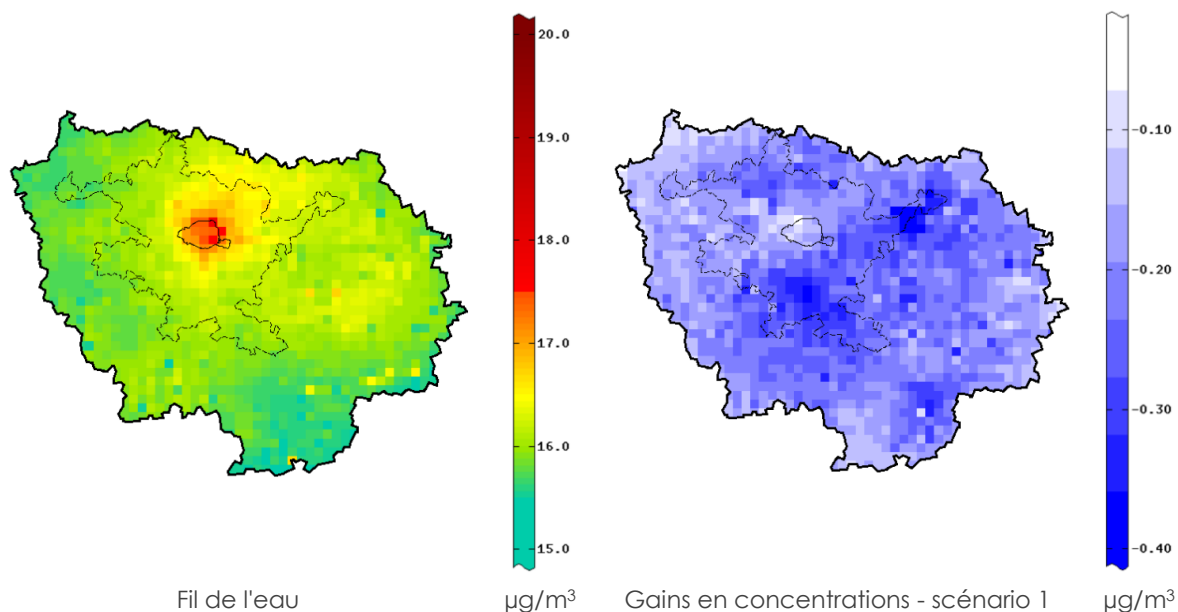 20.0
19.0
18.0
17.0
16.0
15.0
-0.10
-0.20
-0.30
-0.40
Fil de l'eau
µg/m³
Gains en concentrations - scénario 1
µg/m³